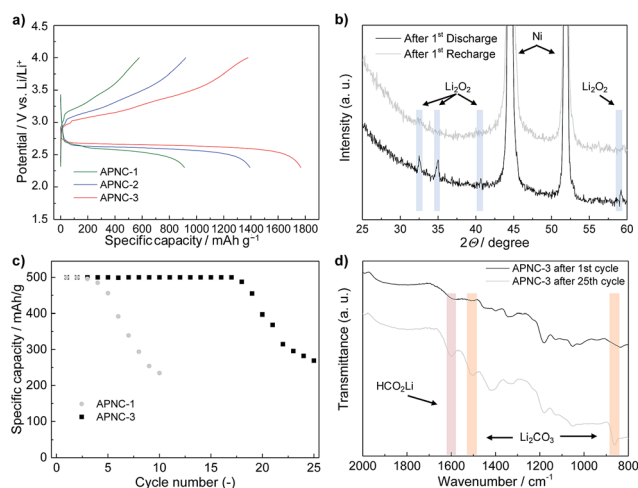 a)
Potential / V vs. Li/Li⁺
4.5
4.0
3.5
3.0
2.5
2.0
1.5
APNC-1
APNC-2
APNC-3
0 200 400 600 800 1000 1200 1400 1600 1800
Specific capacity / mAh g⁻¹
b)
Intensity (a. u.)
After 1ˢᵗ Discharge
After 1ˢᵗ Recharge
Ni
Li₂O₂
Li₂O₂
25 30 35 40 45 50 55 60
2Θ / degree
c)
Specific capacity / mAh/g
500
400
300
200
100
0
APNC-1
APNC-3
0 5 10 15 20 25
Cycle number (-)
d)
Transmittance (a. u.)
APNC-3 after 1st cycle
APNC-3 after 25th cycle
HCO₂Li
Li₂CO₃
2000 1800 1600 1400 1200 1000 800
Wavenumber / cm⁻¹